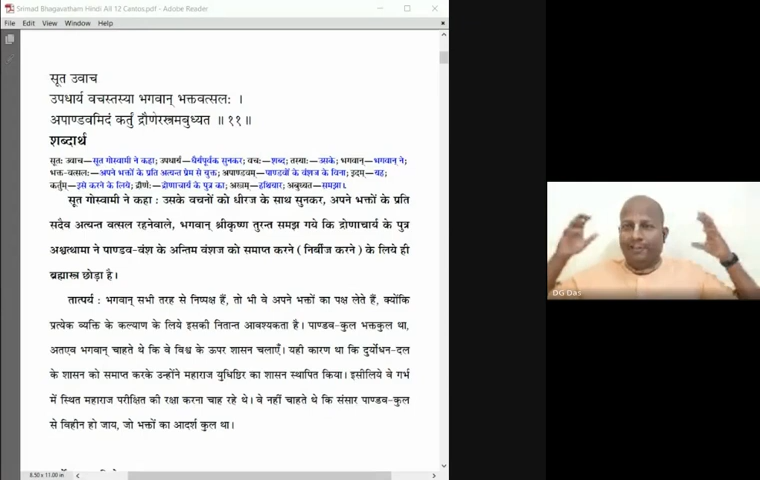 Srimad Bhagavatham Hindi All 12 Cantos.pdf - Adobe Reader
File Edit View Window Help
सूत उवाच
उपधार्य वचस्तस्या भगवान् भक्तवत्सलः ।
अपाण्डवमिदं कर्तुं द्रौणेरस्त्रमबुध्यत ॥ ११॥
शब्दार्थ
सूतः उवाच—सूत गोस्वामी ने कहा; उपधार्य—धैर्यपूर्वक सुनकर; वचः—शब्द; तस्याः—उसके; भगवान्—भगवान् ने;
भक्त-वत्सलः—अपने भक्तों के प्रति अत्यन्त प्रेम से युक्त; अपाण्डवम्—पाण्डवों के वंशज के विना; इदम्—यह;
कर्तुम्—इसे करने के लिये; द्रौणेः—द्रोणाचार्य के पुत्र का; अस्त्रम्—हथियार; अबुध्यत—समझा।
सूत गोस्वामी ने कहा : उसके वचनों को धीरज के साथ सुनकर, अपने भक्तों के प्रति
सदैव अत्यन्त वत्सल रहनेवाले, भगवान् श्रीकृष्ण तुरन्त समझ गये कि द्रोणाचार्य के पुत्र
अश्वत्थामा ने पाण्डव-वंश के अन्तिम वंशज को समाप्त करने ( निर्बीज करने ) के लिये ही
ब्रह्मास्त्र छोड़ा है।
तात्पर्य : भगवान् सभी तरह से निष्पक्ष हैं, तो भी वे अपने भक्तों का पक्ष लेते हैं, क्योंकि
प्रत्येक व्यक्ति के कल्याण के लिये इसकी नितान्त आवश्यकता है। पाण्डव-कुल भक्तकुल था,
अतएव भगवान् चाहते थे कि वे विश्व के ऊपर शासन चलाएँ। यही कारण था कि दुर्योधन-दल
के शासन को समाप्त करके उन्होंने महाराज युधिष्ठिर का शासन स्थापित किया। इसीलिये वे गर्भ
में स्थित महाराज परीक्षित की रक्षा करना चाह रहे थे। वे नहीं चाहते थे कि संसार पाण्डव-कुल
से विहीन हो जाय, जो भक्तों का आदर्श कुल था।
8.50 x 11.00 in
DG Das